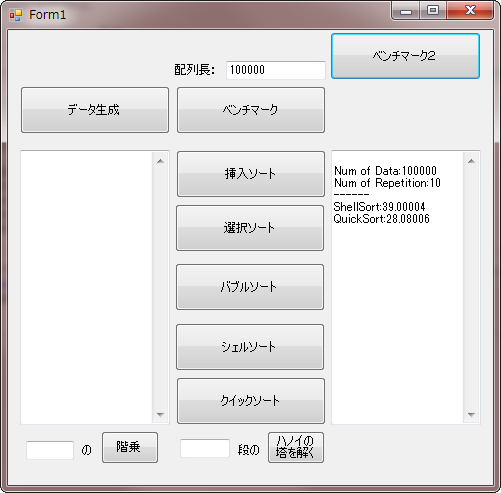 Form1
ベンチマーク2
配列長： 100000
データ生成
ベンチマーク
挿入ソート
選択ソート
バブルソート
シェルソート
クイックソート
Num of Data:100000
Num of Repetition:10
------
ShellSort:39.00004
QuickSort:28.08006
の
階乗
段の
ハノイの
塔を解く